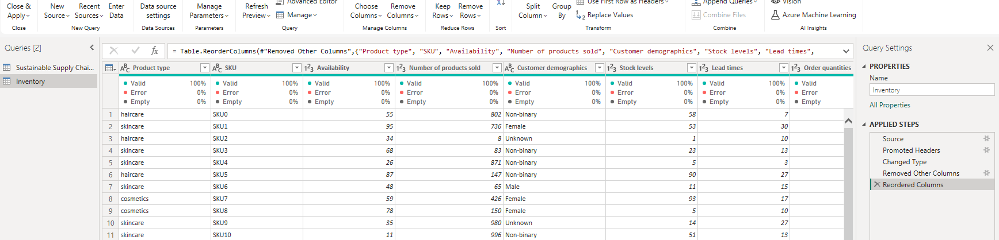 Close & Apply
New Source
Recent Sources
Enter Data
Data source settings
Manage Parameters
Refresh Preview
Advanced Editor
Manage
Choose Columns
Remove Columns
Keep Rows
Remove Rows
Split Column
Group By
Use First Row as Headers
Replace Values
Append Queries
Combine Files
Vision
Azure Machine Learning
Close
New Query
Data Sources
Parameters
Query
Manage Columns
Reduce Rows
Sort
Transform
Combine
AI Insights
Queries [2]
Sustainable Supply Chai...
Inventory
fx
= Table.ReorderColumns(#"Removed Other Columns",{"Product type", "SKU", "Availability", "Number of products sold", "Customer demographics", "Stock levels", "Lead times",
Product type SKU Availability Number of products sold Customer demographics Stock levels Lead times Order quantities
Valid 100% Valid 100% Valid 100% Valid 100% Valid 100% Valid 100% Valid 100% Valid
Error 0% Error 0% Error 0% Error 0% Error 0% Error 0% Error 0% Error
Empty 0% Empty 0% Empty 0% Empty 0% Empty 0% Empty 0% Empty 0% Empty
1 haircare SKU0 55 802 Non-binary 58 7
2 skincare SKU1 95 736 Female 53 30
3 haircare SKU2 34 8 Unknown 1 10
4 skincare SKU3 68 83 Non-binary 23 13
5 skincare SKU4 26 871 Non-binary 5 3
6 haircare SKU5 87 147 Non-binary 90 27
7 skincare SKU6 48 65 Male 11 15
8 cosmetics SKU7 59 426 Female 93 17
9 cosmetics SKU8 78 150 Female 5 10
10 skincare SKU9 35 980 Unknown 14 27
11 skincare SKU10 11 996 Non-binary 51 13
Query Settings
PROPERTIES
Name
Inventory
All Properties
APPLIED STEPS
Source
Promoted Headers
Changed Type
Removed Other Columns
Reordered Columns